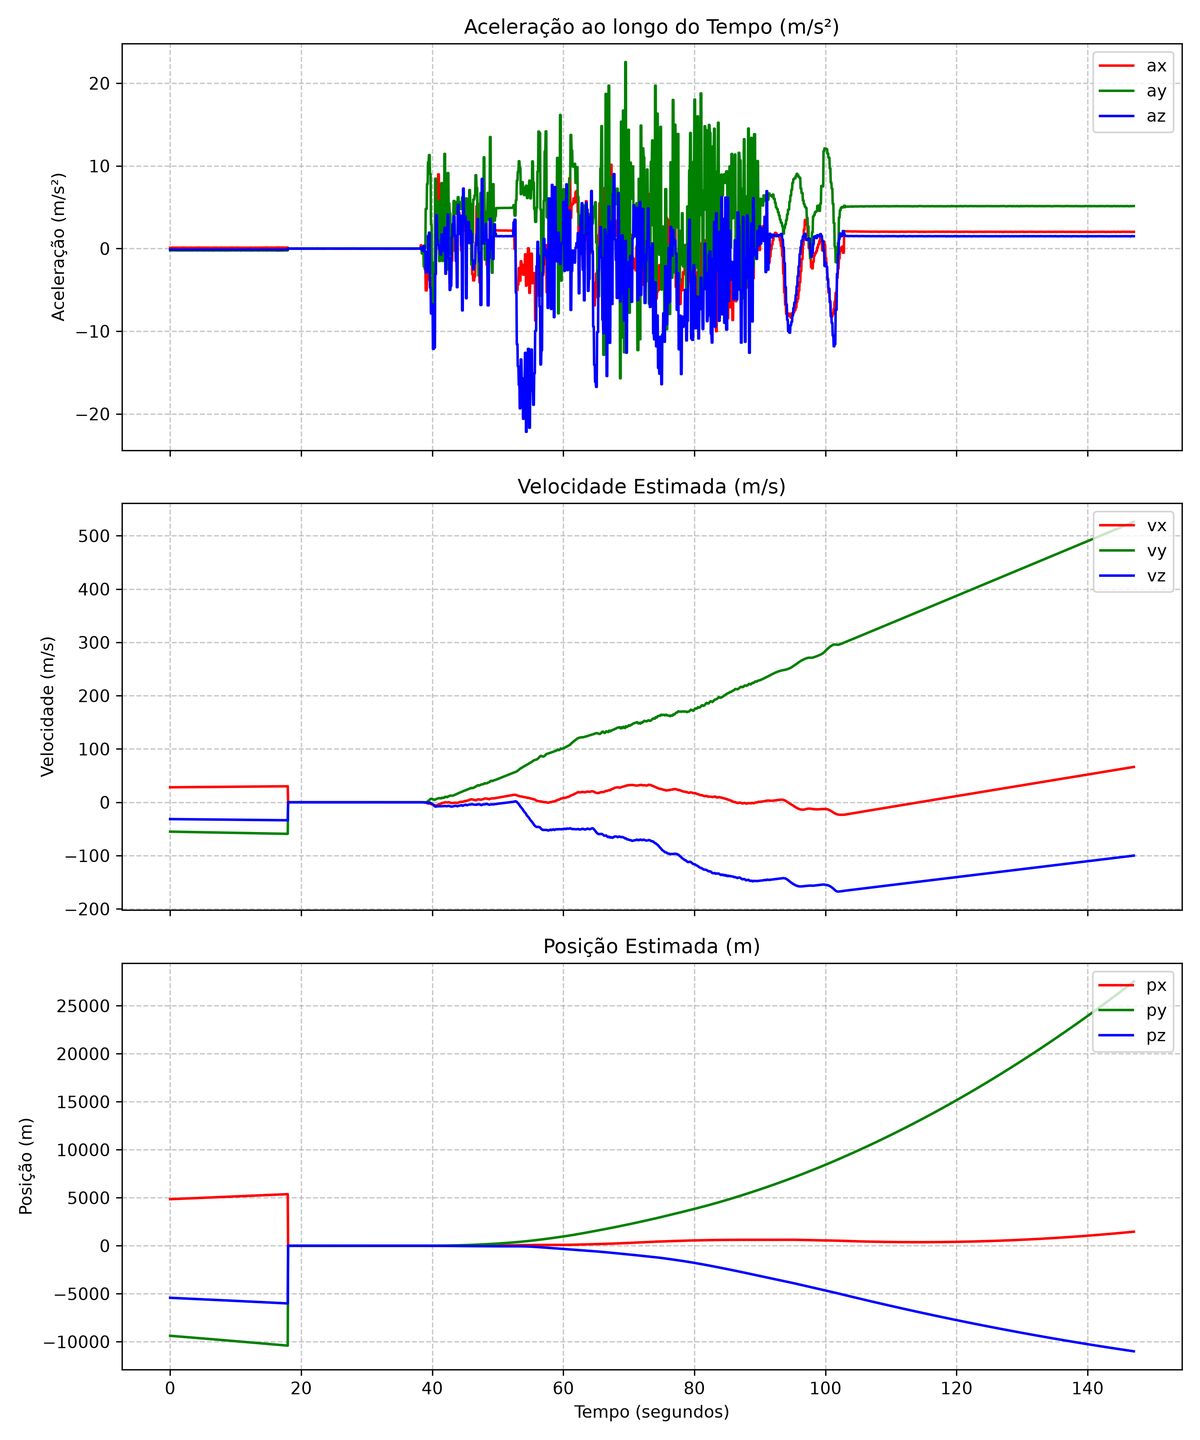 Aceleração ao longo do Tempo (m/s²)
Aceleração (m/s²)
20
10
0
−10
−20
ax
ay
az
Velocidade Estimada (m/s)
Velocidade (m/s)
500
400
300
200
100
0
−100
−200
vx
vy
vz
Posição Estimada (m)
Posição (m)
25000
20000
15000
10000
5000
0
−5000
−10000
px
py
pz
0 20 40 60 80 100 120 140
Tempo (segundos)